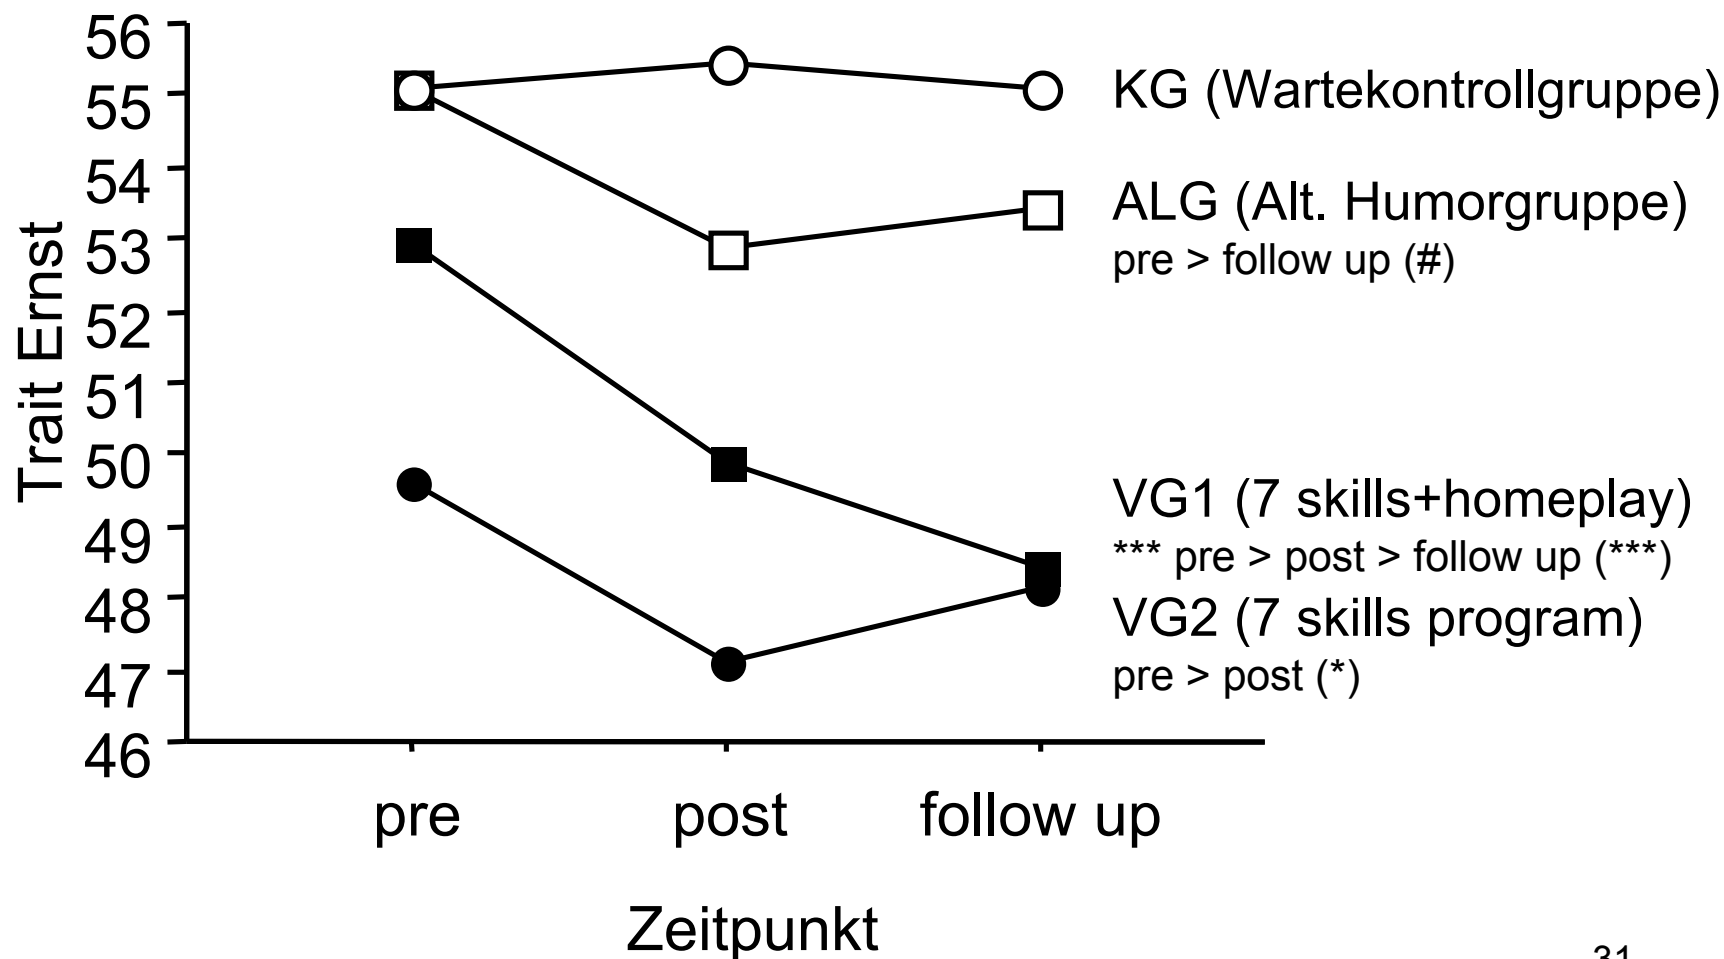 Trait Ernst
56
55
54
53
52
51
50
49
48
47
46
KG (Wartekontrollgruppe)
ALG (Alt. Humorgruppe)
pre > follow up (#)
VG1 (7 skills+homeplay)
*** pre > post > follow up (***)
VG2 (7 skills program)
pre > post (*)
pre post follow up
Zeitpunkt
31